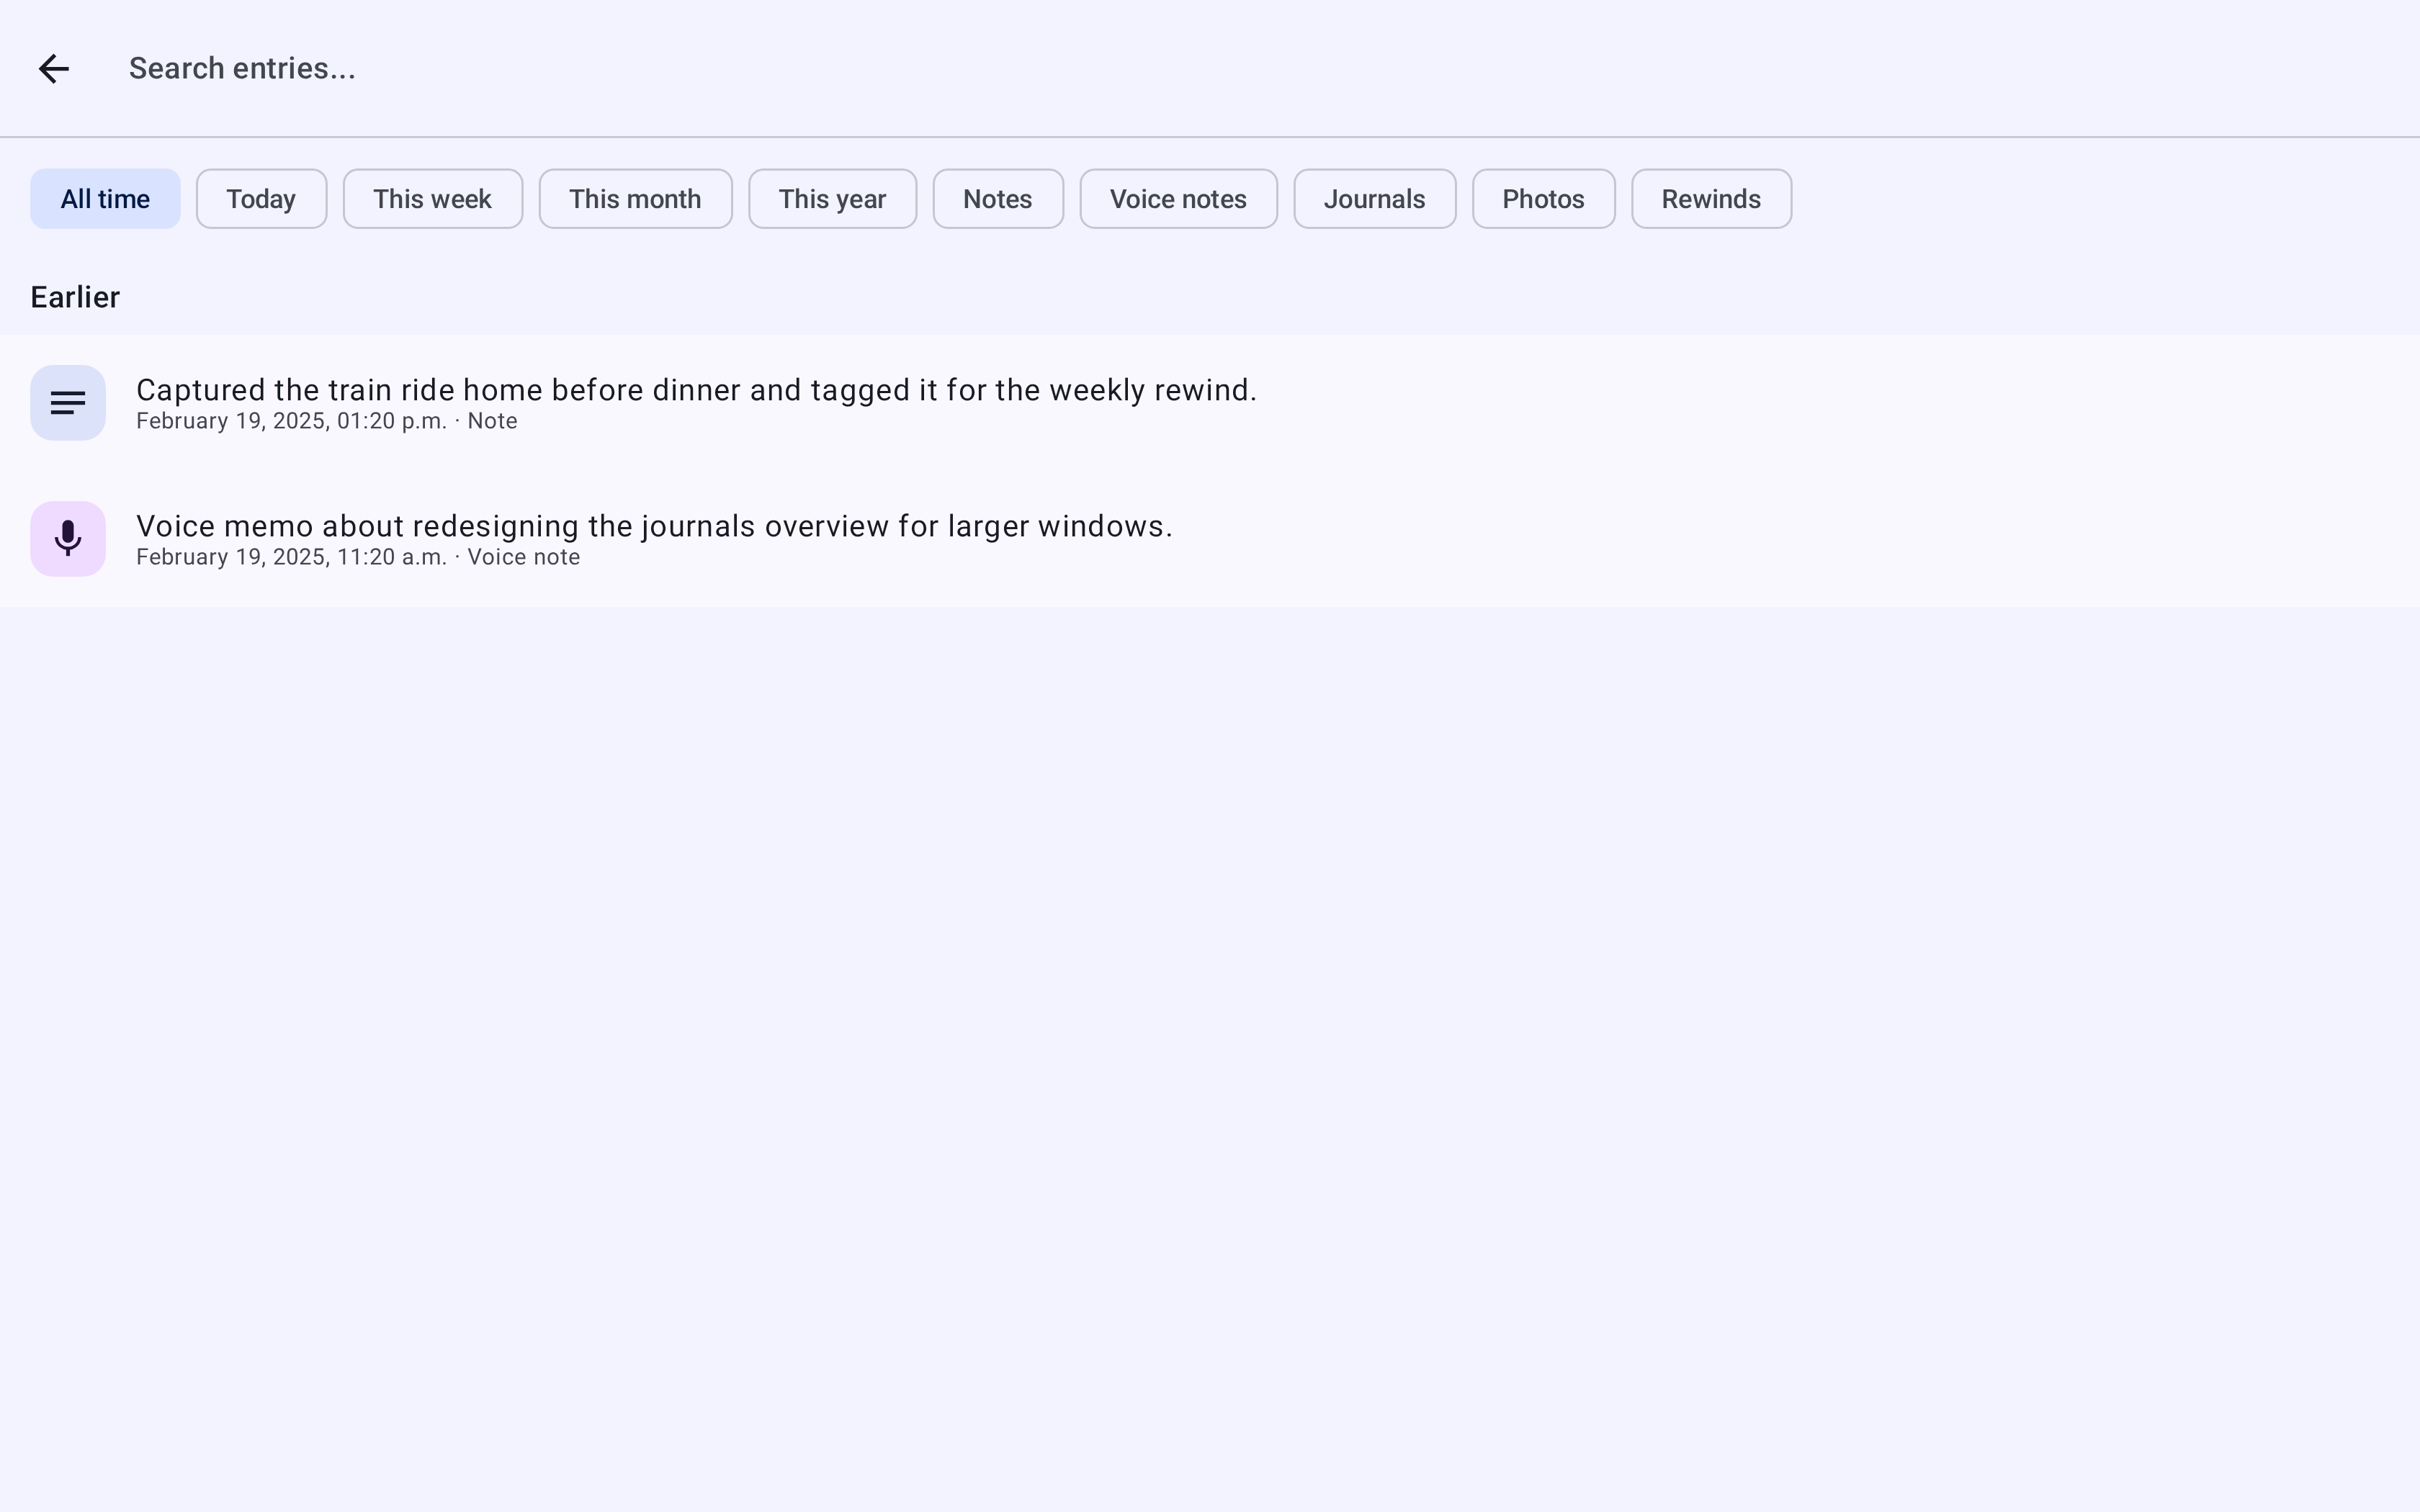 Search entries...
All time Today This week This month This year Notes Voice notes Journals Photos Rewinds
Earlier
Captured the train ride home before dinner and tagged it for the weekly rewind.
February 19, 2025, 01:20 p.m. · Note
Voice memo about redesigning the journals overview for larger windows.
February 19, 2025, 11:20 a.m. · Voice note